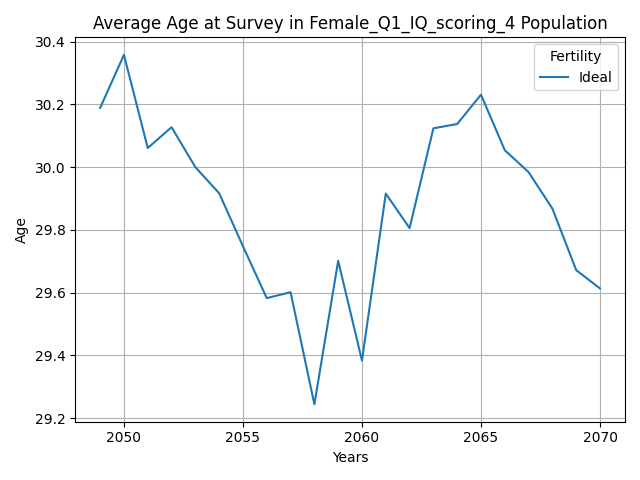 Average Age at Survey in Female_Q1_IQ_scoring_4 Population
Fertility
Ideal
30.4
30.2
30.0
29.8
29.6
29.4
29.2
Age
2050 2055 2060 2065 2070
Years